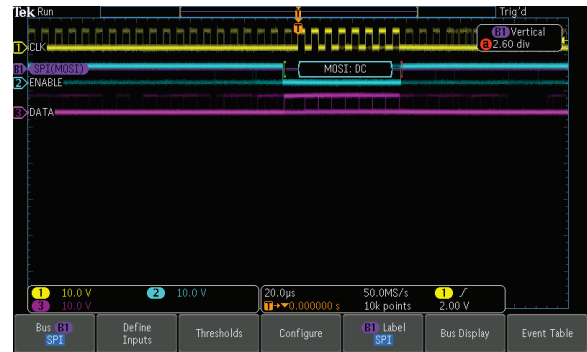 Tek Run Trig'd
T
B1 Vertical
a 2.60 div
1 CLK
B1 SPI(MOSI) MOSI: DC
2 ENABLE
3 DATA
1 10.0 V 2 10.0 V 20.0µs 50.0MS/s 1
3 10.0 V T→▼0.000000 s 10k points 2.00 V
Bus B1 Define Thresholds Configure B1 Label Bus Display Event Table
SPI Inputs SPI